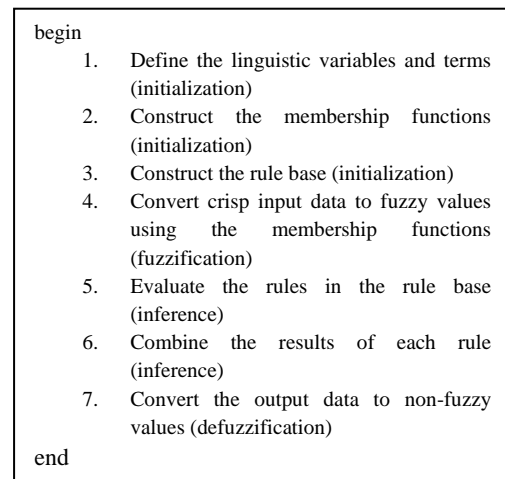 begin
1. Define the linguistic variables and terms
(initialization)
2. Construct the membership functions
(initialization)
3. Construct the rule base (initialization)
4. Convert crisp input data to fuzzy values
using the membership functions
(fuzzification)
5. Evaluate the rules in the rule base
(inference)
6. Combine the results of each rule
(inference)
7. Convert the output data to non-fuzzy
values (defuzzification)
end